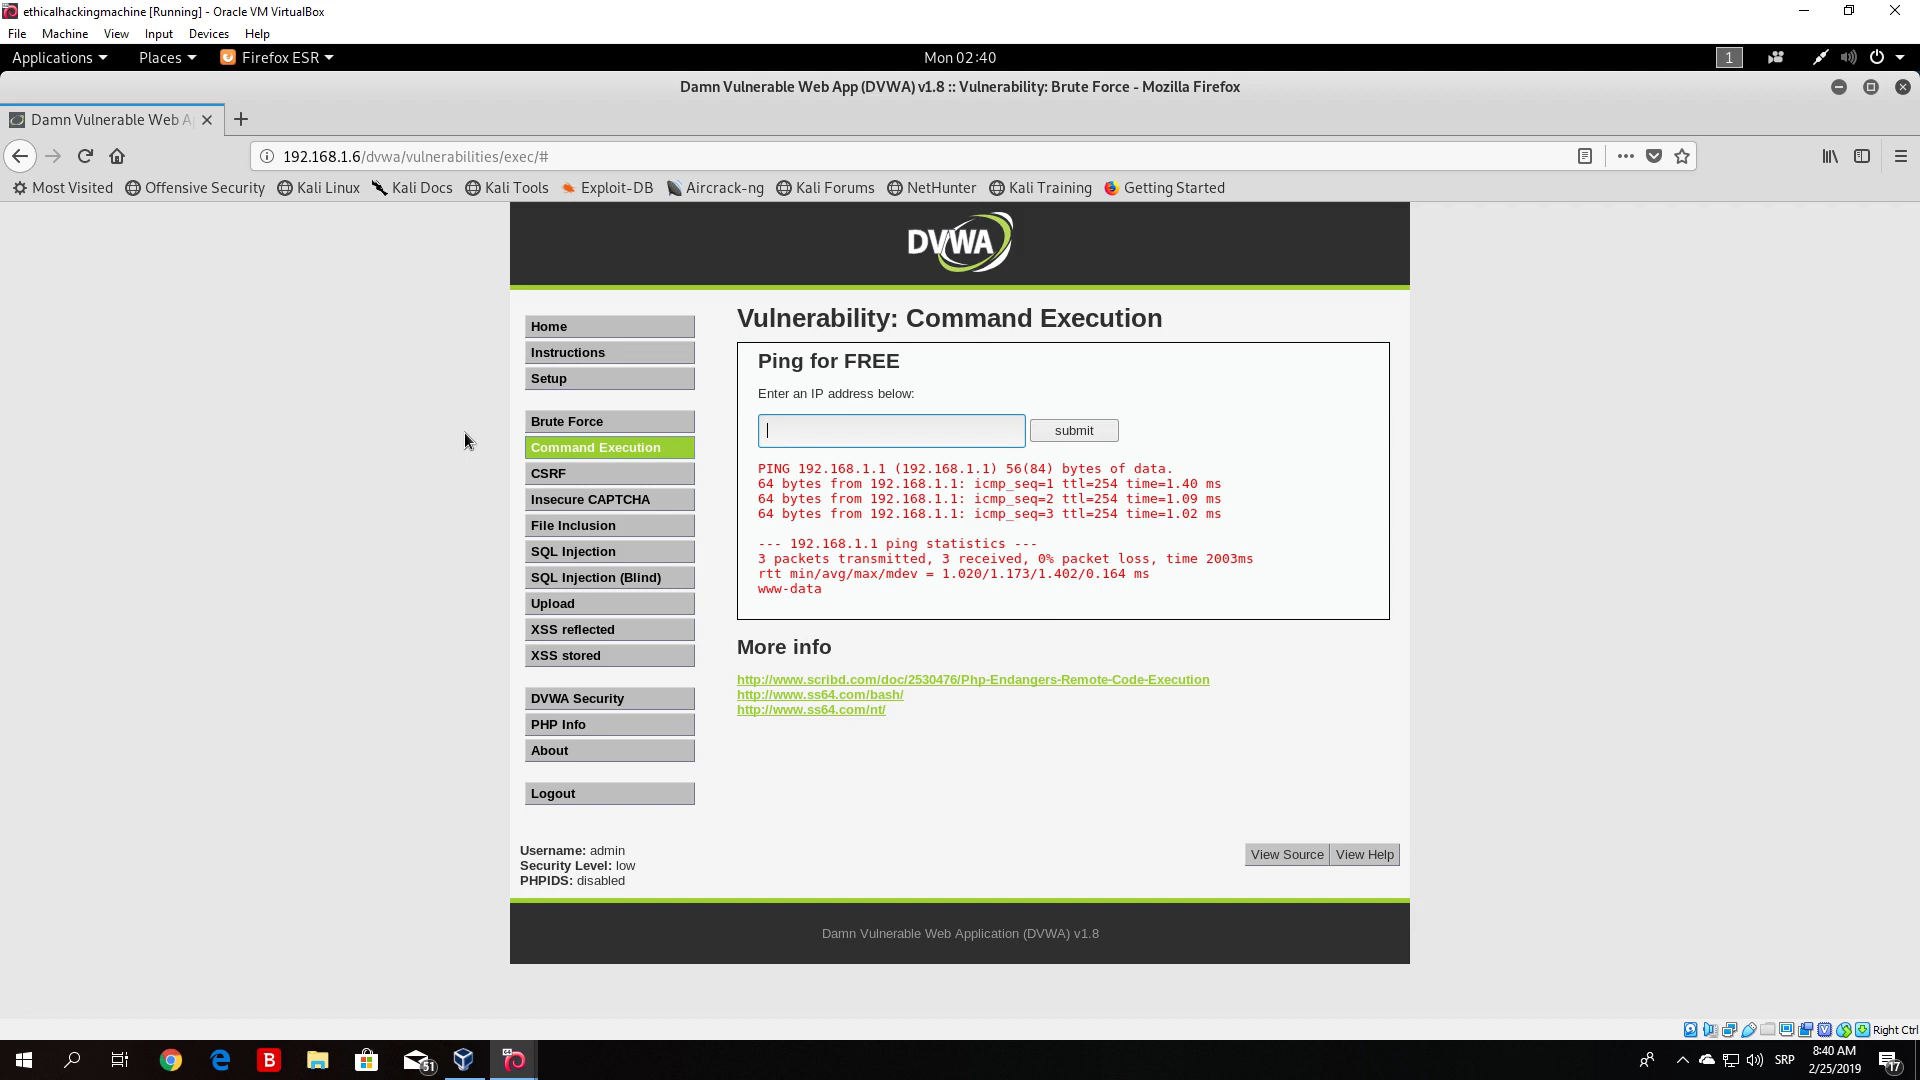 ethicalhackingmachine [Running] - Oracle VM VirtualBox
File Machine View Input Devices Help
Applications Places Firefox ESR Mon 02:40 1
Damn Vulnerable Web App (DVWA) v1.8 :: Vulnerability: Brute Force - Mozilla Firefox
Damn Vulnerable Web A
192.168.1.6/dvwa/vulnerabilities/exec/#
Most Visited Offensive Security Kali Linux Kali Docs Kali Tools Exploit-DB Aircrack-ng Kali Forums NetHunter Kali Training Getting Started
DVWA
Home
Instructions
Setup
Brute Force
Command Execution
CSRF
Insecure CAPTCHA
File Inclusion
SQL Injection
SQL Injection (Blind)
Upload
XSS reflected
XSS stored
DVWA Security
PHP Info
About
Logout
Vulnerability: Command Execution
Ping for FREE
Enter an IP address below:
submit
PING 192.168.1.1 (192.168.1.1) 56(84) bytes of data.
64 bytes from 192.168.1.1: icmp_seq=1 ttl=254 time=1.40 ms
64 bytes from 192.168.1.1: icmp_seq=2 ttl=254 time=1.09 ms
64 bytes from 192.168.1.1: icmp_seq=3 ttl=254 time=1.02 ms
--- 192.168.1.1 ping statistics ---
3 packets transmitted, 3 received, 0% packet loss, time 2003ms
rtt min/avg/max/mdev = 1.020/1.173/1.402/0.164 ms
www-data
More info
http://www.scribd.com/doc/2530476/Php-Endangers-Remote-Code-Execution
http://www.ss64.com/bash/
http://www.ss64.com/nt/
Username: admin
Security Level: low
PHPIDS: disabled
View Source View Help
Damn Vulnerable Web Application (DVWA) v1.8
Right Ctrl
B 51 SRP 8:40 AM
2/25/2019 17